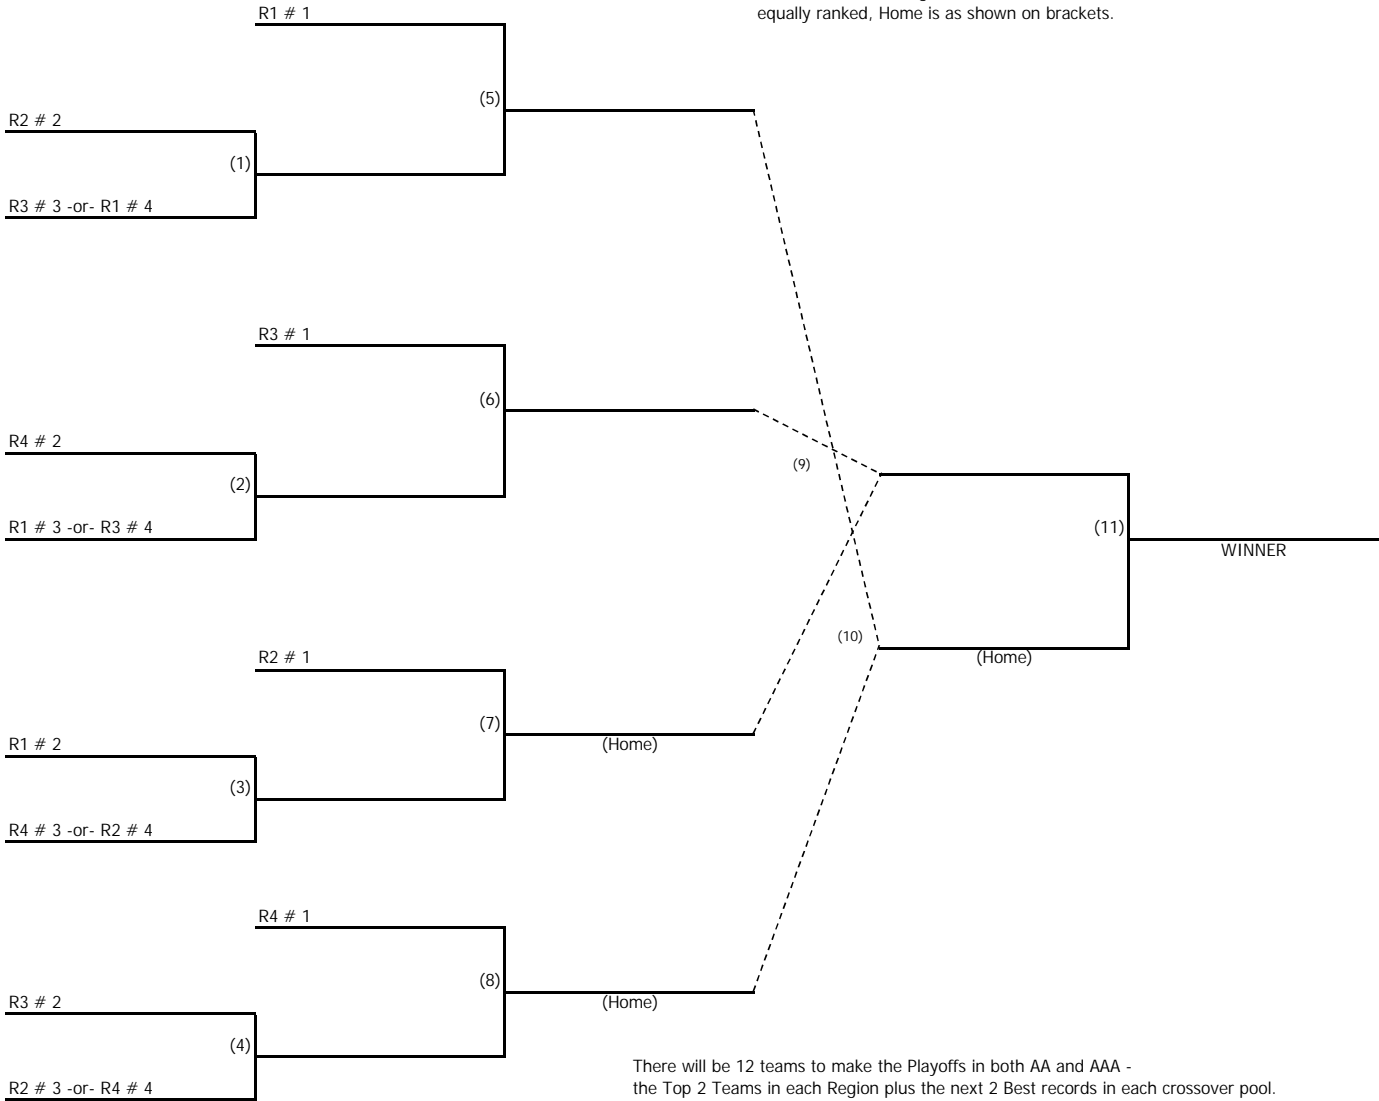 R1 # 1
equally ranked, Home is as shown on brackets.
(5)
R2 # 2
(1)
R3 # 3 -or- R1 # 4
R3 # 1
(6)
R4 # 2
(9)
(2)
R1 # 3 -or- R3 # 4
(11)
WINNER
(10)
R2 # 1
(Home)
(7)
R1 # 2
(Home)
(3)
R4 # 3 -or- R2 # 4
R4 # 1
(8)
R3 # 2
(Home)
(4)
R2 # 3 -or- R4 # 4
There will be 12 teams to make the Playoffs in both AA and AAA -
the Top 2 Teams in each Region plus the next 2 Best records in each crossover pool.